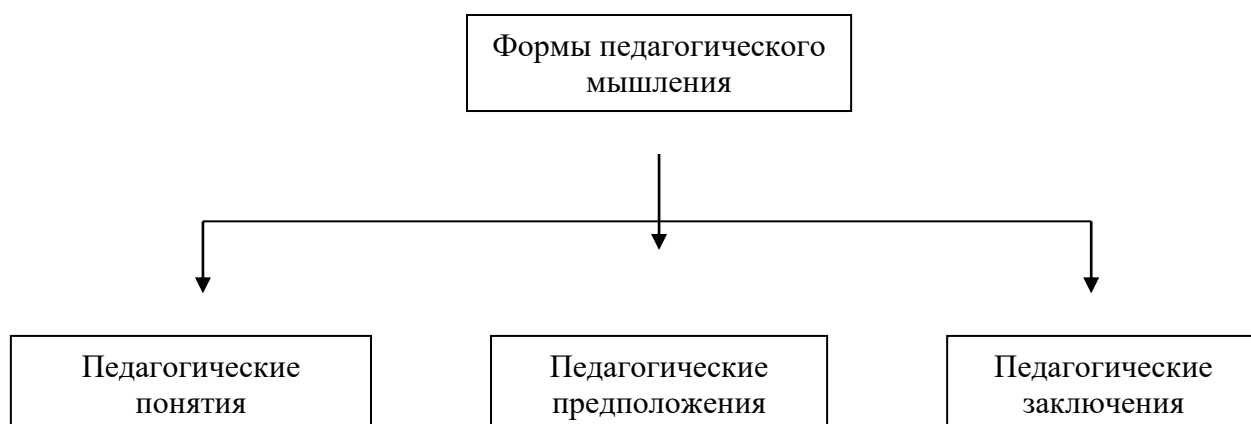 Формы педагогического
мышления
Педагогические
понятия
Педагогические
предположения
Педагогические
заключения